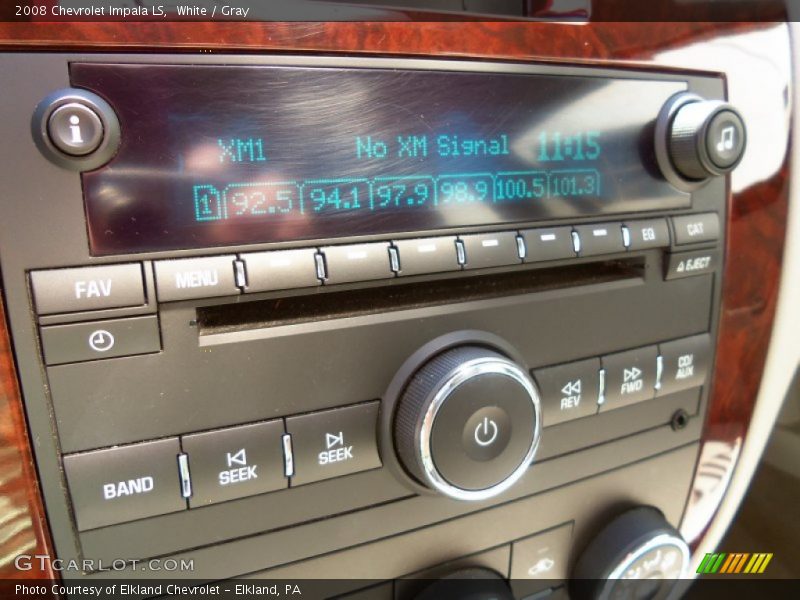 2008 Chevrolet Impala LS, White / Gray
i
XM1 No XM Signal 11:15
1 92.5 94.1 97.9 98.9 100.5 101.3
FAV MENU EQ CAT
EJECT
REV FWD CD/AUX
BAND SEEK SEEK
GTCARLOT.COM
Photo Courtesy of Elkland Chevrolet - Elkland, PA